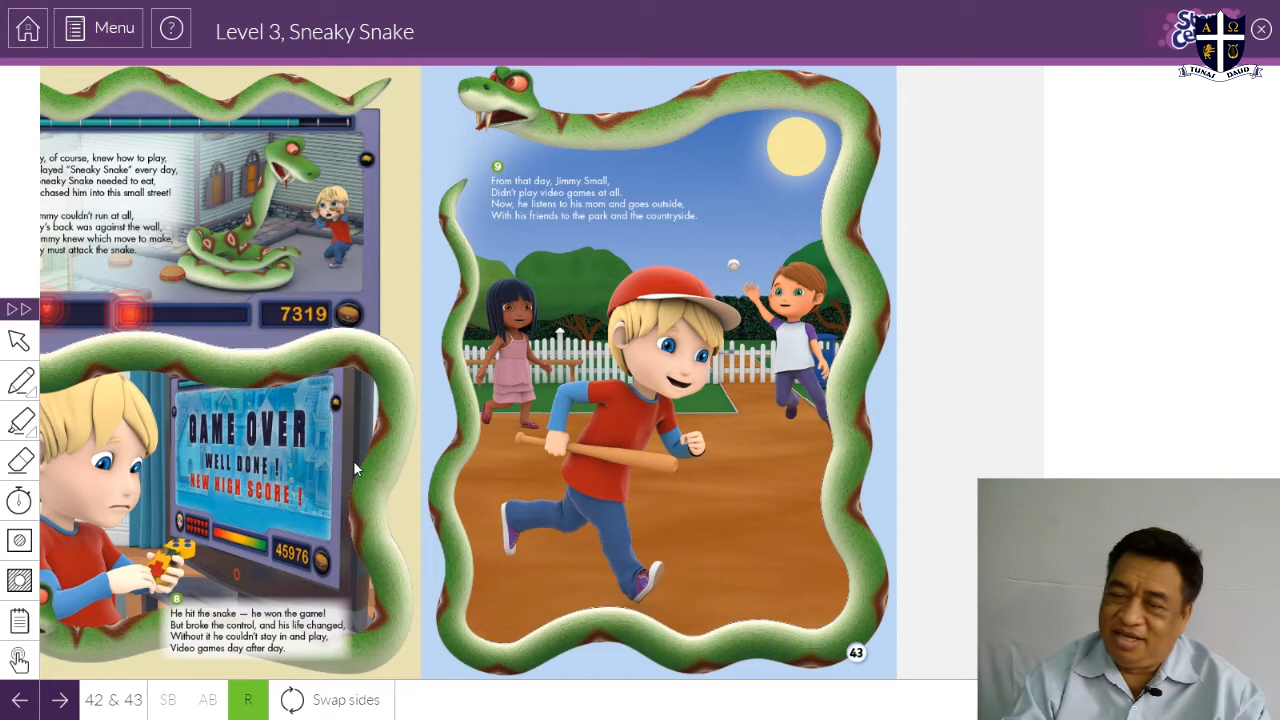 Menu
?
Level 3, Sneaky Snake
A Ω
TUNAI DAUD
y, of course, knew how to play,
layed "Sneaky Snake" every day,
neaky Snake needed to eat,
chased him into this small street!
mmy couldn't run at all,
y's back was against the wall,
mmy knew which move to make,
y must attack the snake.
7319
GAME OVER
WELL DONE !
NEW HIGH SCORE !
45976
8
He hit the snake — he won the game!
But broke the control, and his life changed,
Without it he couldn't stay in and play,
Video games day after day.
9
From that day, Jimmy Small,
Didn't play video games at all.
Now, he listens to his mom and goes outside,
With his friends to the park and the countryside.
43
42 & 43
SB
AB
R
Swap sides